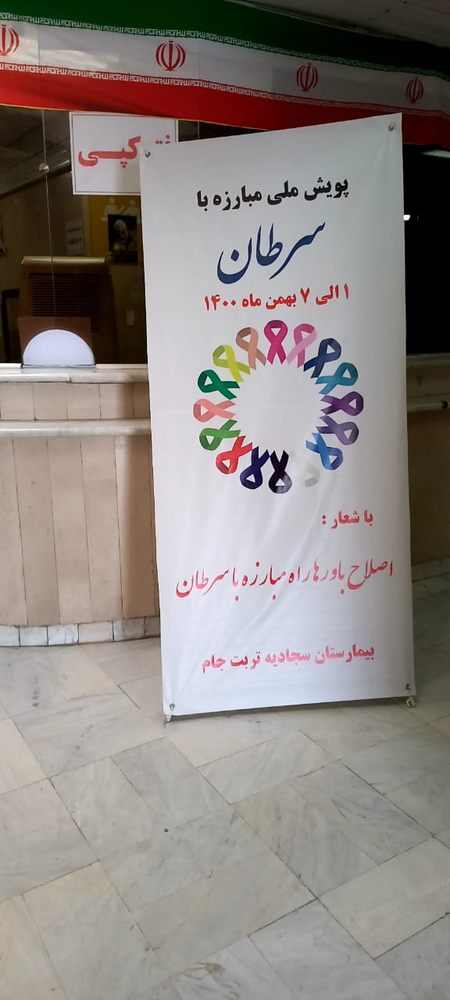 کپی
پویش ملی مبارزه با
سرطان
۱ الی ۷ بهمن ماه ۱۴۰۰
با شعار :
اصلاح باورها راه مبارزه با سرطان
بیمارستان سجادیه تربت جام